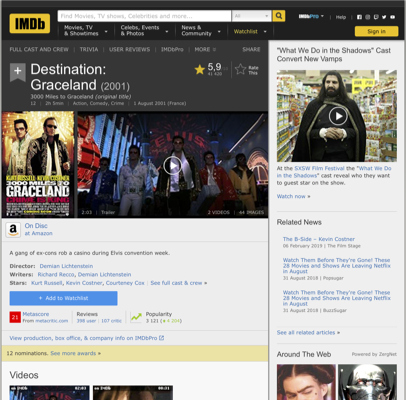 IMDb
Find Movies, TV shows, Celebrities and more...
All
Movies, TV
& Showtimes
Celebs, Events
& Photos
News &
Community
Watchlist
IMDbPro
Help
Sign in
FULL CAST AND CREW | TRIVIA | USER REVIEWS | IMDbPro | MORE
SHARE
Destination:
Graceland (2001)
3000 Miles to Graceland (original title)
12 | 2h 5min | Action, Comedy, Crime | 1 August 2001 (France)
5,9
Rate
This
KURT RUSSELL KEVIN COSTNER
3000 MILES TO
GRACELAND
CRIME IS KING
2:03 | Trailer
2 VIDEOS | 44 IMAGES
On Disc
at Amazon
A gang of ex-cons rob a casino during Elvis convention week.
Director: Demian Lichtenstein
Writers: Richard Recco, Demian Lichtenstein
Stars: Kurt Russell, Kevin Costner, Courteney Cox | See full cast & crew »
+ Add to Watchlist
21
Metascore
From metacritic.com
Reviews
398 user | 107 critic
Popularity
3 121
View production, box office, & company info on IMDbPro
12 nominations. See more awards »
Videos
"What We Do in the Shadows" Cast
Convert New Vamps
At the SXSW Film Festival the "What We Do
in the Shadows" cast reveal who they want
to guest star on the show.
Watch now »
Related News
The B-Side – Kevin Costner
06 February 2019 | The Film Stage
Watch Them Before They're Gone! These
28 Movies and Shows Are Leaving Netflix
in August
31 August 2018 | Popsugar
Watch Them Before They're Gone! These
28 Movies and Shows Are Leaving Netflix
in August
31 August 2018 | BuzzSugar
See all related articles »
Around The Web
Powered by ZergNet